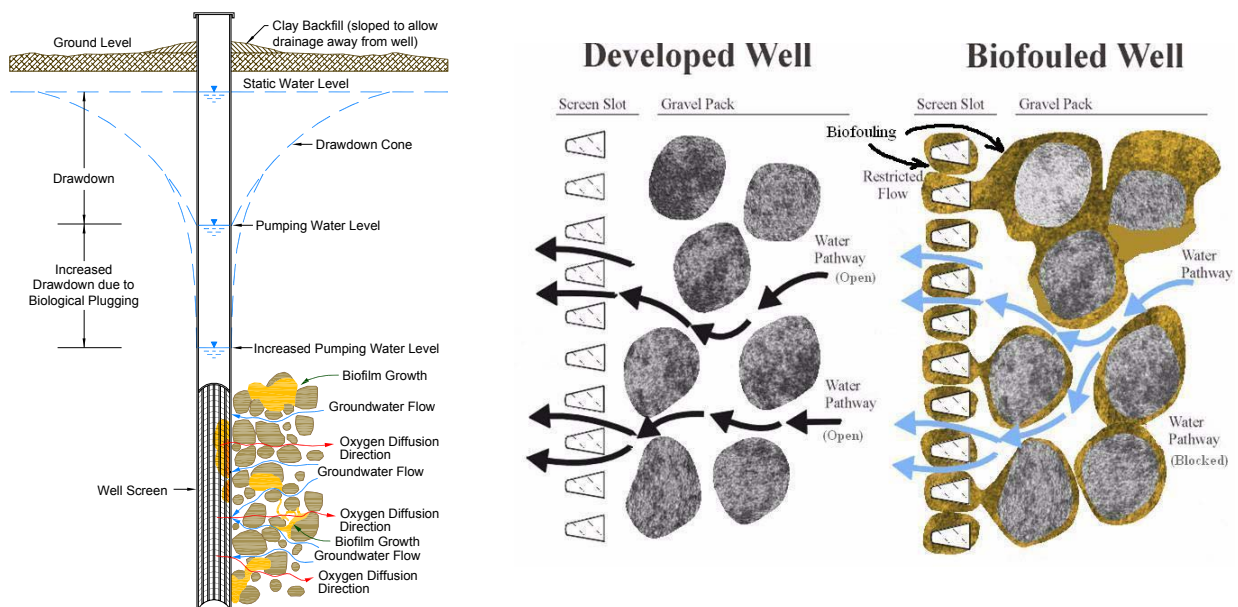 Clay Backfill (sloped to allow
drainage away from well)
Ground Level
Static Water Level
Drawdown Cone
Drawdown
Pumping Water Level
Increased
Drawdown due to
Biological Plugging
Increased Pumping Water Level
Biofilm Growth
Groundwater Flow
Oxygen Diffusion
Direction
Groundwater Flow
Well Screen
Oxygen Diffusion
Direction
Biofilm Growth
Groundwater Flow
Oxygen Diffusion
Direction
Developed Well
Screen Slot
Gravel Pack
Water
Pathway
(Open)
Water
Pathway
(Open)
Biofouled Well
Screen Slot
Gravel Pack
Biofouling
Restricted
Flow
Water
Pathway
Water
Pathway
(Blocked)